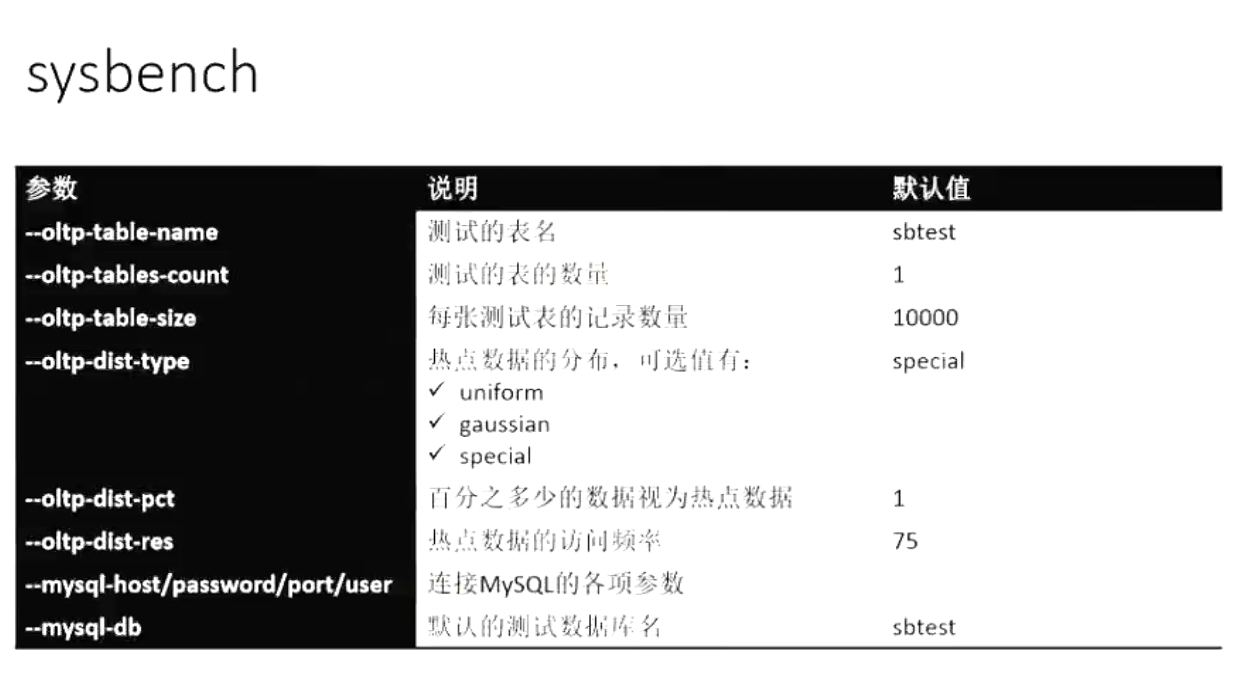 sysbench
参数 说明 默认值
--oltp-table-name 测试的表名 sbtest
--oltp-tables-count 测试的表的数量 1
--oltp-table-size 每张测试表的记录数量 10000
--oltp-dist-type 热点数据的分布，可选值有： special
✓ uniform
✓ gaussian
✓ special
--oltp-dist-pct 百分之多少的数据视为热点数据 1
--oltp-dist-res 热点数据的访问频率 75
--mysql-host/password/port/user 连接MySQL的各项参数
--mysql-db 默认的测试数据库名 sbtest